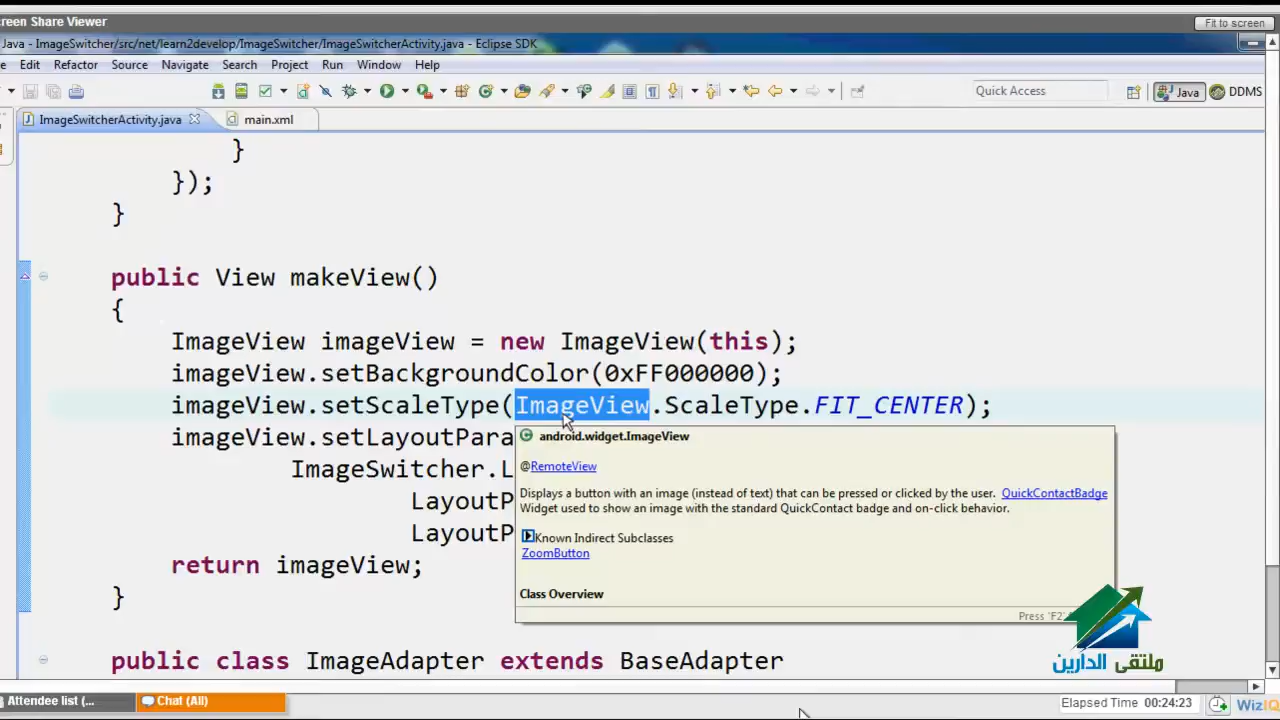 reen Share Viewer
Fit to screen
Java - ImageSwitcher/src/net/learn2develop/ImageSwitcher/ImageSwitcherActivity.java - Eclipse SDK
e Edit Refactor Source Navigate Search Project Run Window Help
Quick Access
Java
DDMS
ImageSwitcherActivity.java
main.xml
}
});
}
public View makeView()
{
ImageView imageView = new ImageView(this);
imageView.setBackgroundColor(0xFF000000);
imageView.setScaleType(ImageView.ScaleType.FIT_CENTER);
imageView.setLayoutPara
ImageSwitcher.L
LayoutP
LayoutP
return imageView;
}
public class ImageAdapter extends BaseAdapter
android.widget.ImageView
@RemoteView
Displays a button with an image (instead of text) that can be pressed or clicked by the user. QuickContactBadge
Widget used to show an image with the standard QuickContact badge and on-click behavior.
Known Indirect Subclasses
ZoomButton
Class Overview
Press 'F2'
ملتقى الدارين
Attendee list (...
Chat (All)
Elapsed Time 00:24:23
WizIQ